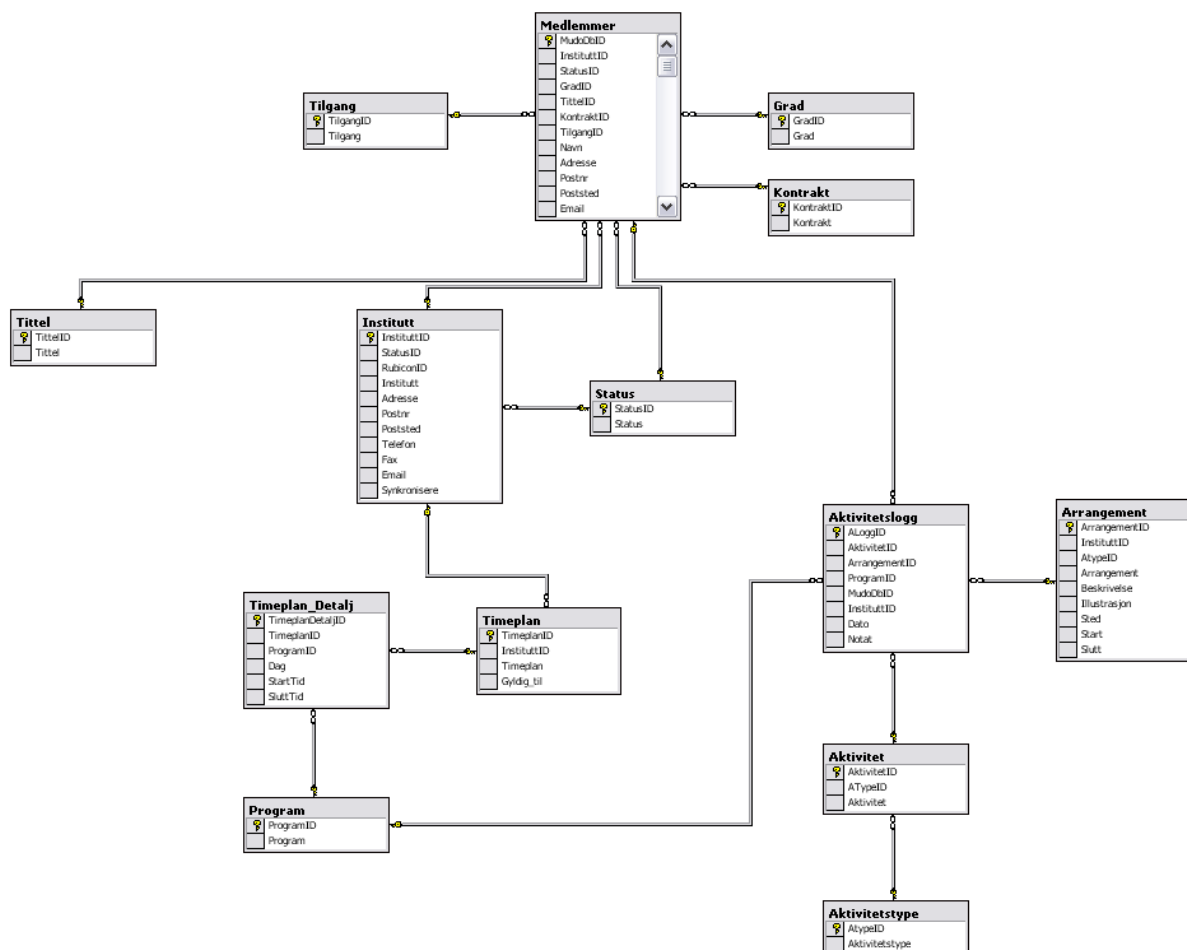 Medlemmer
MudoDbID
InstituttID
StatusID
GradID
TittelID
KontraktID
TilgangID
Navn
Adresse
Postnr
Poststed
Email
Tilgang
TilgangID
Tilgang
Grad
GradID
Grad
Kontrakt
KontraktID
Kontrakt
Tittel
TittelID
Tittel
Institutt
InstituttID
StatusID
RubiconID
Institutt
Adresse
Postnr
Poststed
Telefon
Fax
Email
Synkronisere
Status
StatusID
Status
Aktivitetslogg
ALoggID
AktivitetID
ArrangementID
ProgramID
MudoDbID
InstituttID
Dato
Notat
Arrangement
ArrangementID
InstituttID
AtypeID
Arrangement
Beskrivelse
Illustrasjon
Sted
Start
Slutt
Timeplan_Detalj
TimeplanDetaljID
TimeplanID
ProgramID
Dag
StartTid
SluttTid
Timeplan
TimeplanID
InstituttID
Timeplan
Gyldig_til
Aktivitet
AktivitetID
ATypeID
Aktivitet
Program
ProgramID
Program
Aktivitetstype
AtypeID
Aktivitetstype